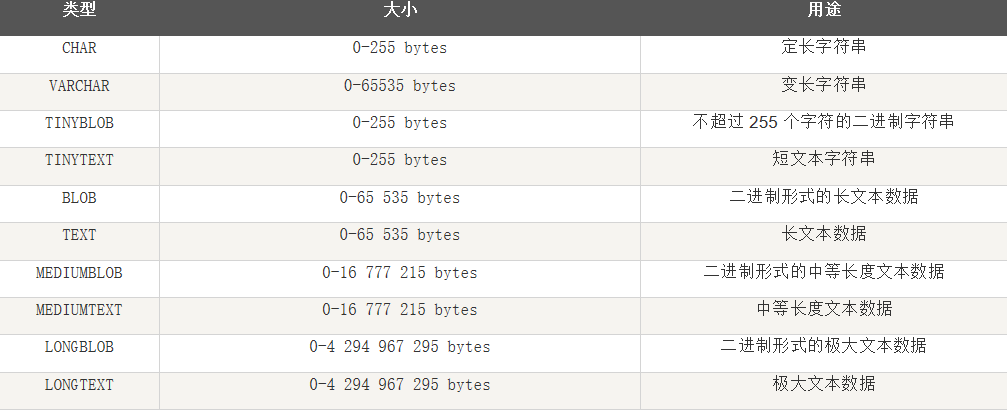 类型 大小 用途
CHAR 0-255 bytes 定长字符串
VARCHAR 0-65535 bytes 变长字符串
TINYBLOB 0-255 bytes 不超过 255 个字符的二进制字符串
TINYTEXT 0-255 bytes 短文本字符串
BLOB 0-65 535 bytes 二进制形式的长文本数据
TEXT 0-65 535 bytes 长文本数据
MEDIUMBLOB 0-16 777 215 bytes 二进制形式的中等长度文本数据
MEDIUMTEXT 0-16 777 215 bytes 中等长度文本数据
LONGBLOB 0-4 294 967 295 bytes 二进制形式的极大文本数据
LONGTEXT 0-4 294 967 295 bytes 极大文本数据